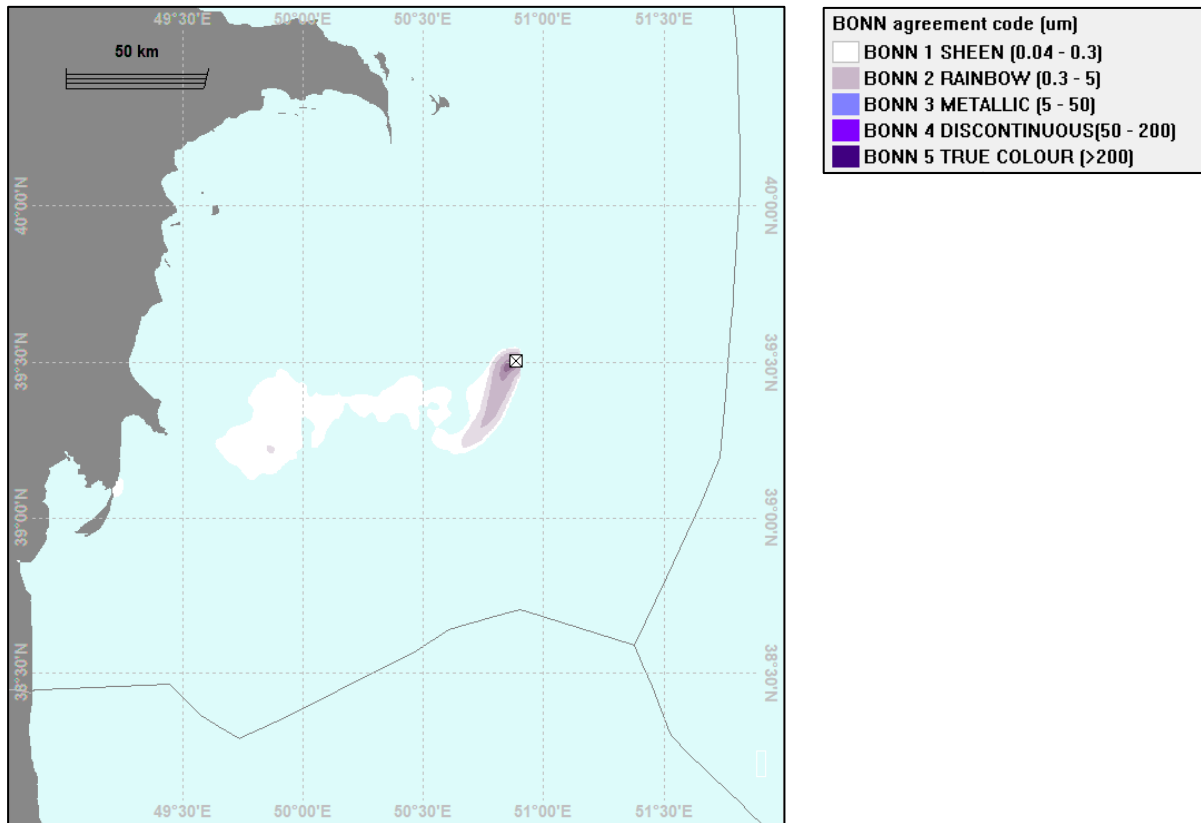 49°30'E 50°00'E 50°30'E 51°00'E 51°30'E
50 km
40°00'N 40°00'N
39°30'N 39°30'N
39°00'N 39°00'N
38°30'N 38°30'N
49°30'E 50°00'E 50°30'E 51°00'E 51°30'E
BONN agreement code (um)
BONN 1 SHEEN (0.04 - 0.3)
BONN 2 RAINBOW (0.3 - 5)
BONN 3 METALLIC (5 - 50)
BONN 4 DISCONTINUOUS(50 - 200)
BONN 5 TRUE COLOUR (>200)